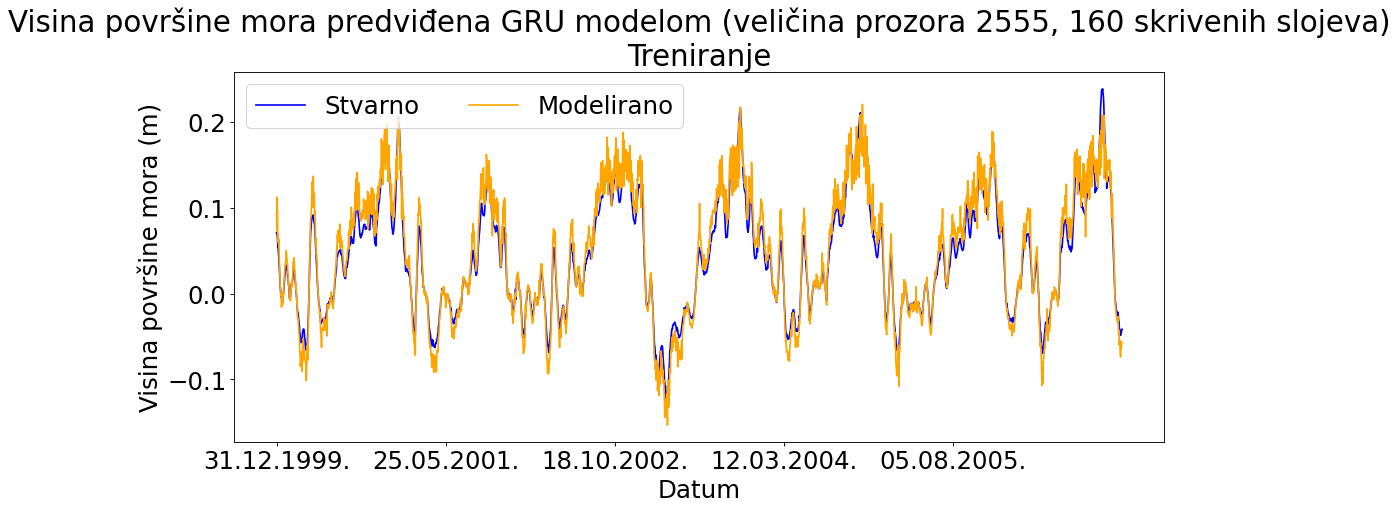 Visina površine mora predviđena GRU modelom (veličina prozora 2555, 160 skrivenih slojeva)
Treniranje
Stvarno
Modelirano
Visina površine mora (m)
0.2
0.1
0.0
−0.1
31.12.1999.
25.05.2001.
18.10.2002.
12.03.2004.
05.08.2005.
Datum